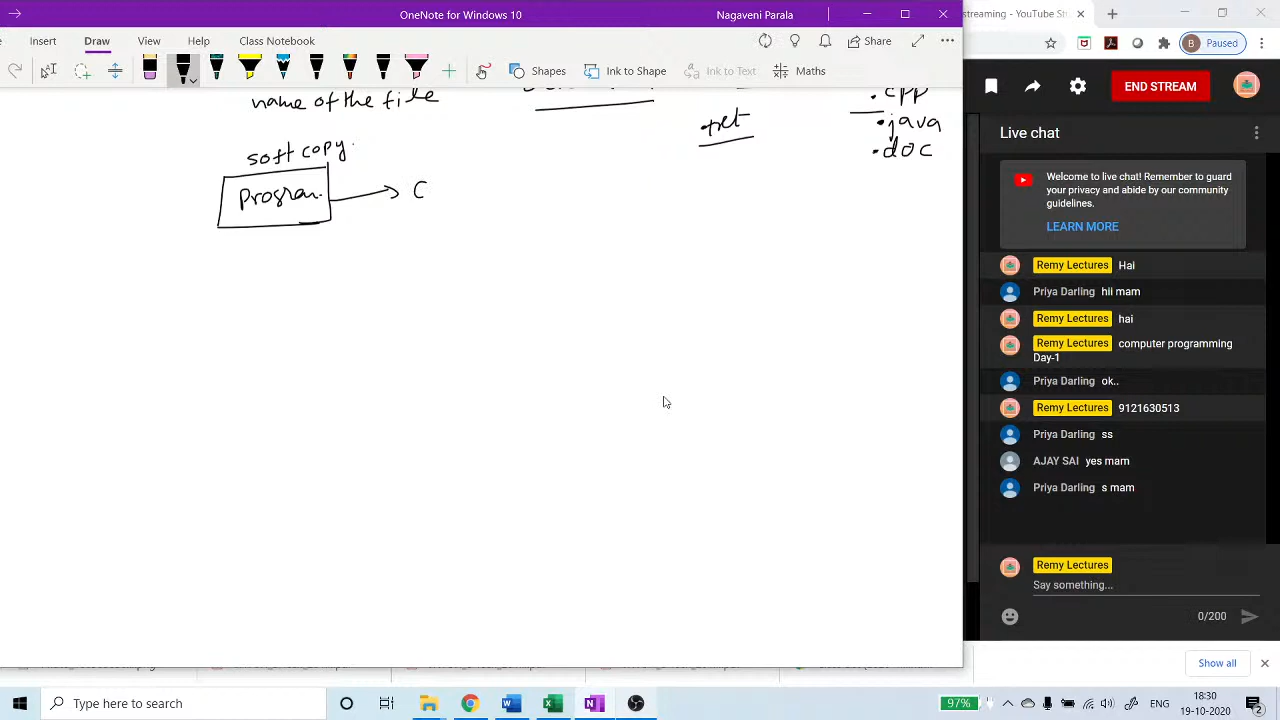 OneNote for Windows 10
Nagaveni Parala
streaming - YouTube St
Insert Draw View Help Class Notebook
Share
B Paused
Shapes Ink to Shape Ink to Text Maths
END STREAM
name of the file
.cpp
.java
.doc
.net
soft copy.
program → C
Live chat
Welcome to live chat! Remember to guard
your privacy and abide by our community
guidelines.
LEARN MORE
Remy Lectures Hai
Priya Darling hii mam
Remy Lectures hai
Remy Lectures computer programming
Day-1
Priya Darling ok..
Remy Lectures 9121630513
Priya Darling ss
AJAY SAI yes mam
Priya Darling s mam
Remy Lectures
Say something...
0/200
Show all
Type here to search
97%
ENG
18:30
19-10-2020
2